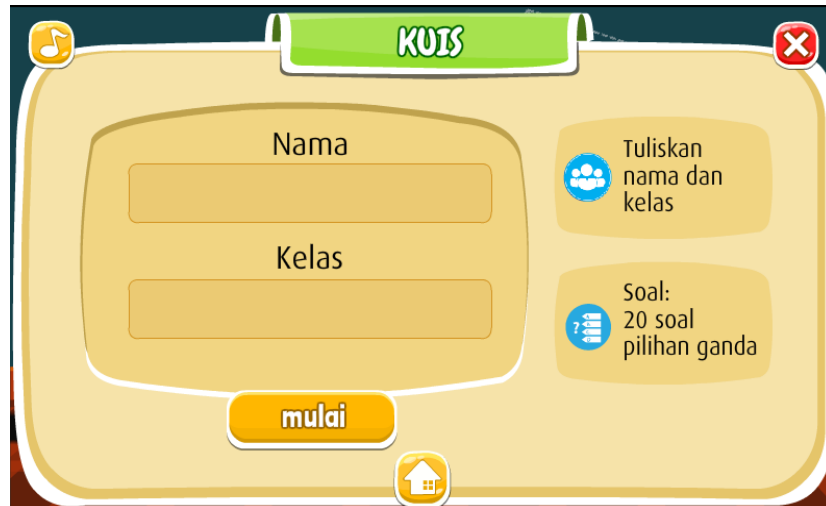 KUIS
Nama
Kelas
mulai
Tuliskan
nama dan
kelas
Soal:
20 soal
pilihan ganda